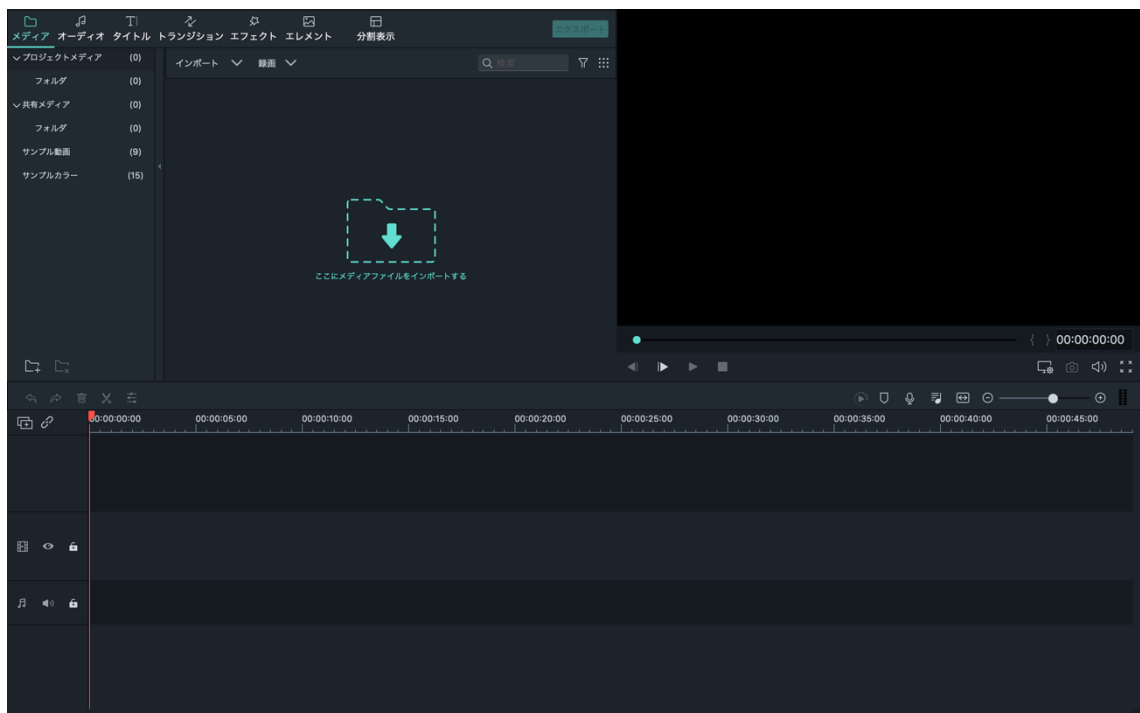 メディア オーディオ タイトル トランジション エフェクト エレメント 分割表示
エクスポート
プロジェクトメディア (0)
フォルダ (0)
共有メディア (0)
フォルダ (0)
サンプル動画 (9)
サンプルカラー (15)
インポート 録画 検索
ここにメディアファイルをインポートする
00:00:00:00
00:00:00:00 00:00:05:00 00:00:10:00 00:00:15:00 00:00:20:00 00:00:25:00 00:00:30:00 00:00:35:00 00:00:40:00 00:00:45:00